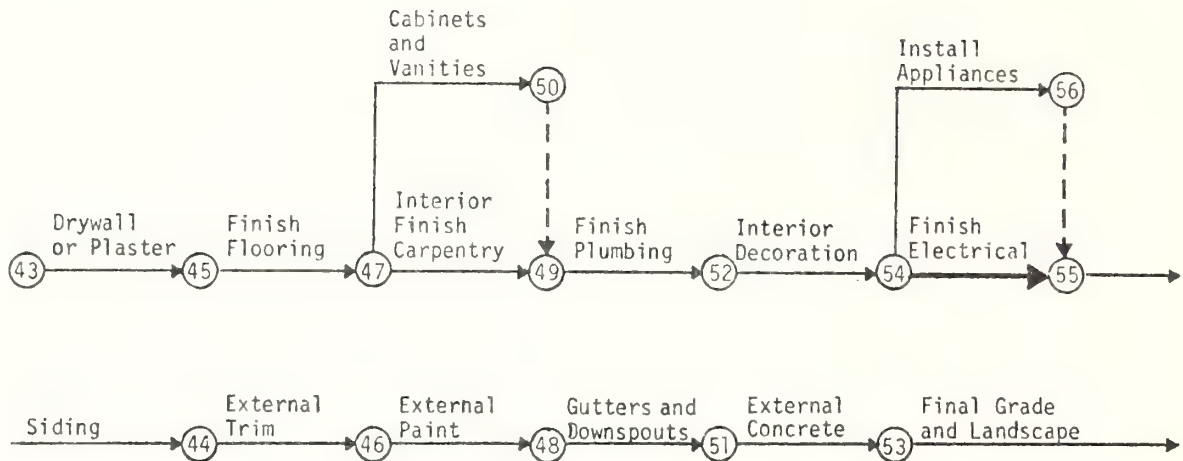 Cabinets
and
Vanities
50
Install
Appliances
56
Drywall
or Plaster
Finish
Flooring
Interior
Finish
Carpentry
Finish
Plumbing
Interior
Decoration
Finish
Electrical
43
45
47
49
52
54
55
Siding
External
Trim
External
Paint
Gutters and
Downspouts
External
Concrete
Final Grade
and Landscape
44
46
48
51
53